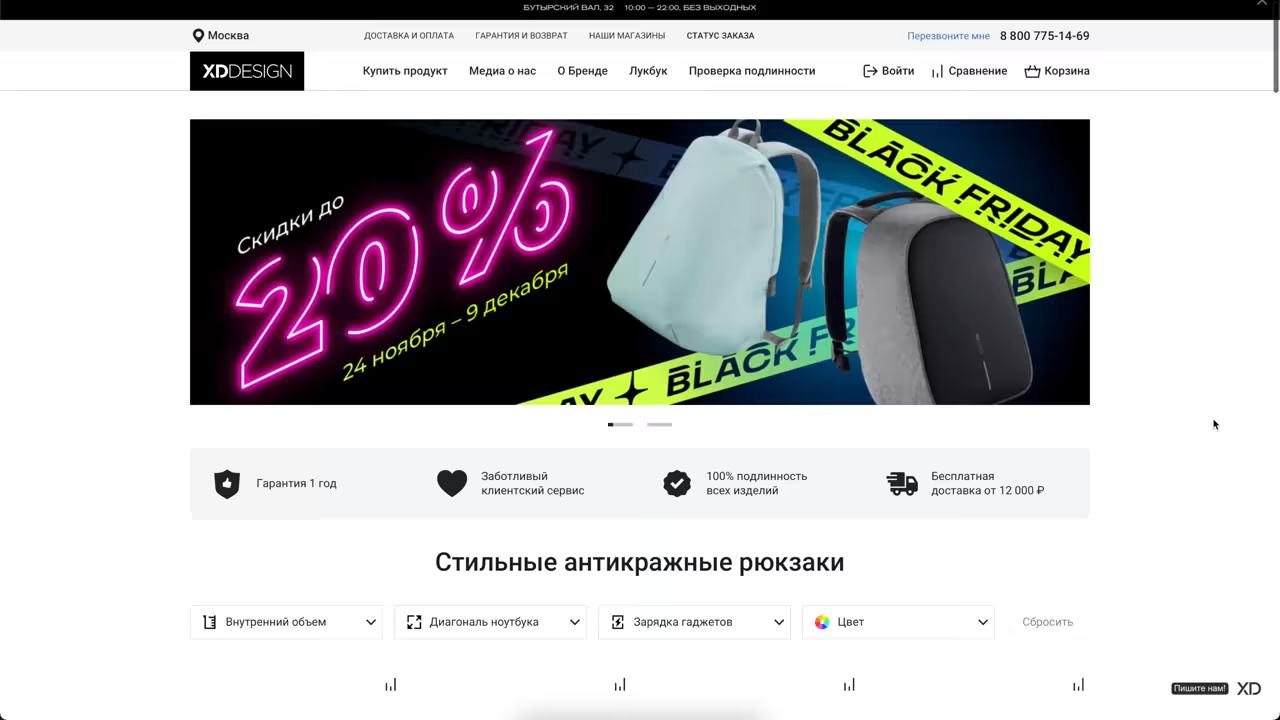 БУТЫРСКИЙ ВАЛ, 32 10:00 — 22:00, БЕЗ ВЫХОДНЫХ
Москва ДОСТАВКА И ОПЛАТА ГАРАНТИЯ И ВОЗВРАТ НАШИ МАГАЗИНЫ СТАТУС ЗАКАЗА Перезвоните мне 8 800 775-14-69
XDDESIGN Купить продукт Медиа о нас О Бренде Лукбук Проверка подлинности Войти Сравнение Корзина
FRIDAY
BLACK FRIDAY
Скидки до
20%
24 ноября – 9 декабря
BLA
BLACK FR
AY
Гарантия 1 год
Заботливый
клиентский сервис
100% подлинность
всех изделий
Бесплатная
доставка от 12 000 ₽
Стильные антикражные рюкзаки
Внутренний объем Диагональ ноутбука Зарядка гаджетов Цвет Сбросить
Пишите нам! XD